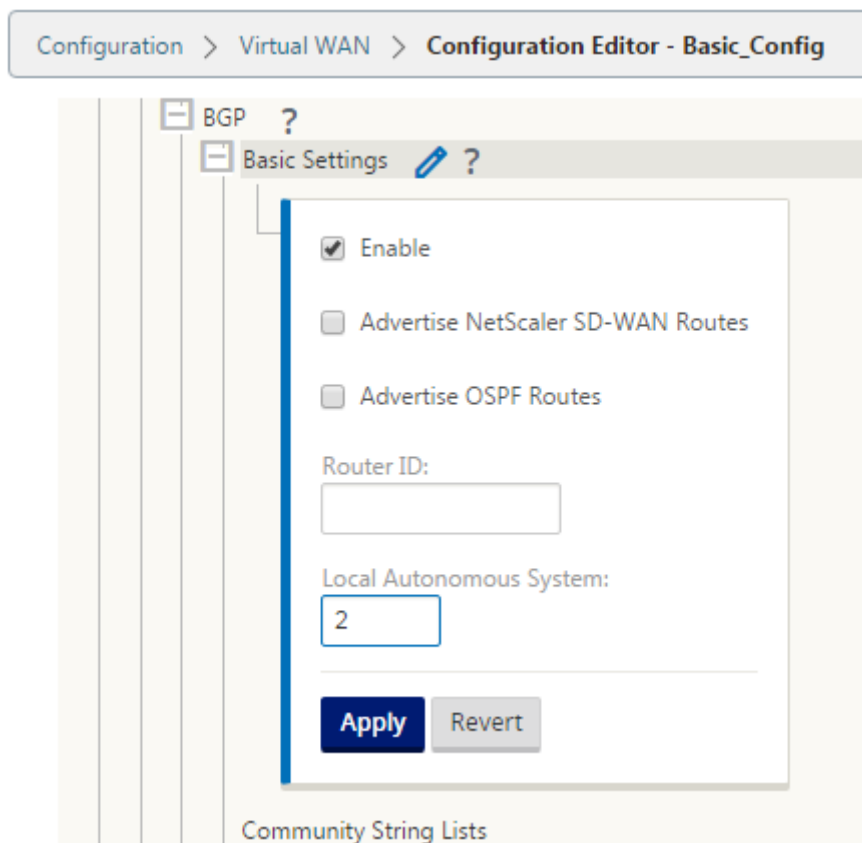 Configuration > Virtual WAN > Configuration Editor - Basic_Config
BGP ?
Basic Settings ?
Enable
Advertise NetScaler SD-WAN Routes
Advertise OSPF Routes
Router ID:
Local Autonomous System:
2
Apply Revert
Community String Lists